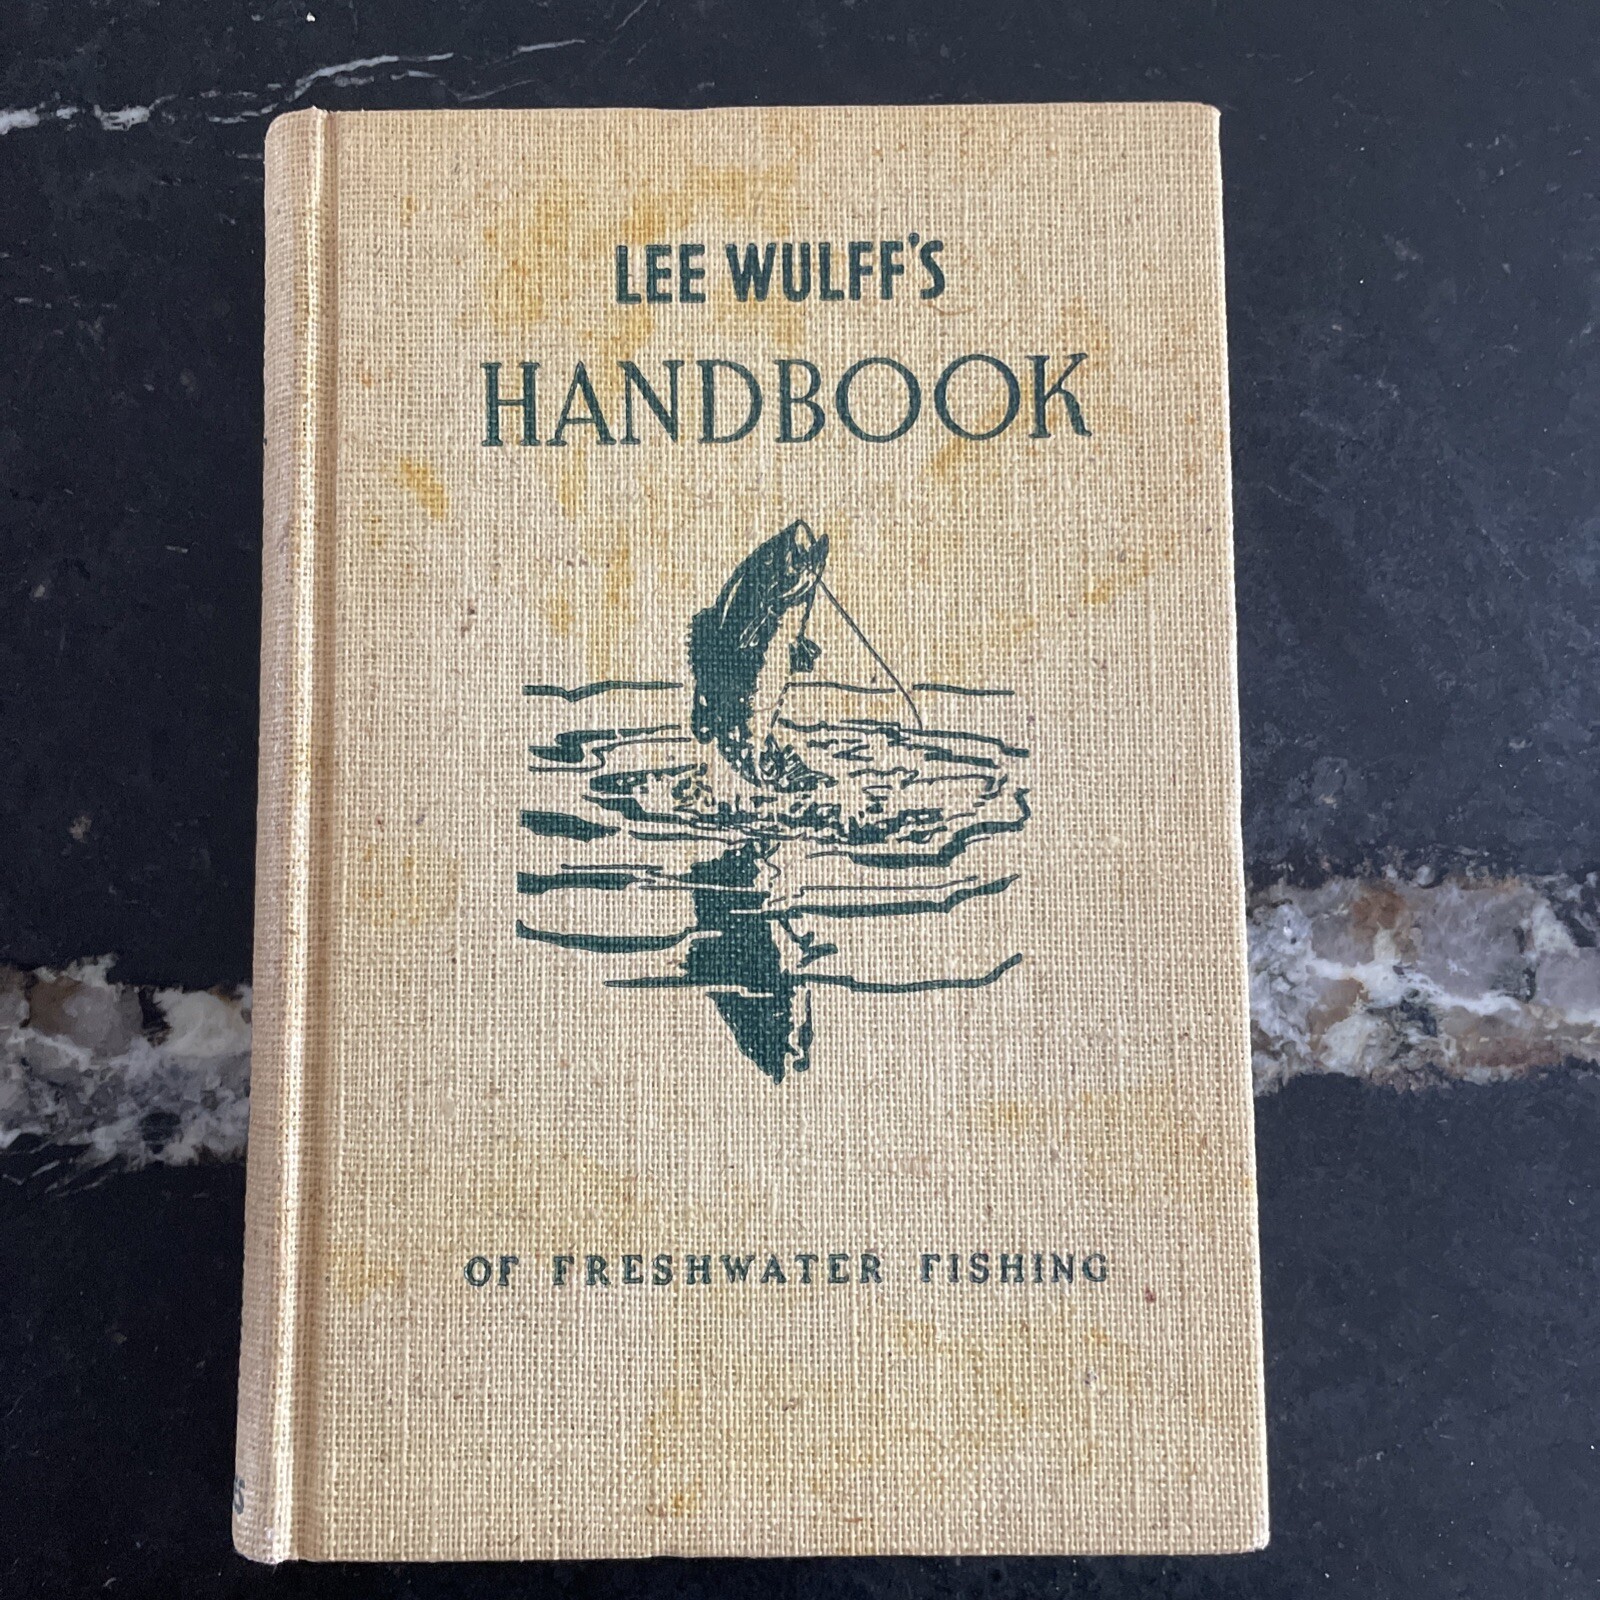 LEE WULFF'S
HANDBOOK
OF FRESHWATER FISHING